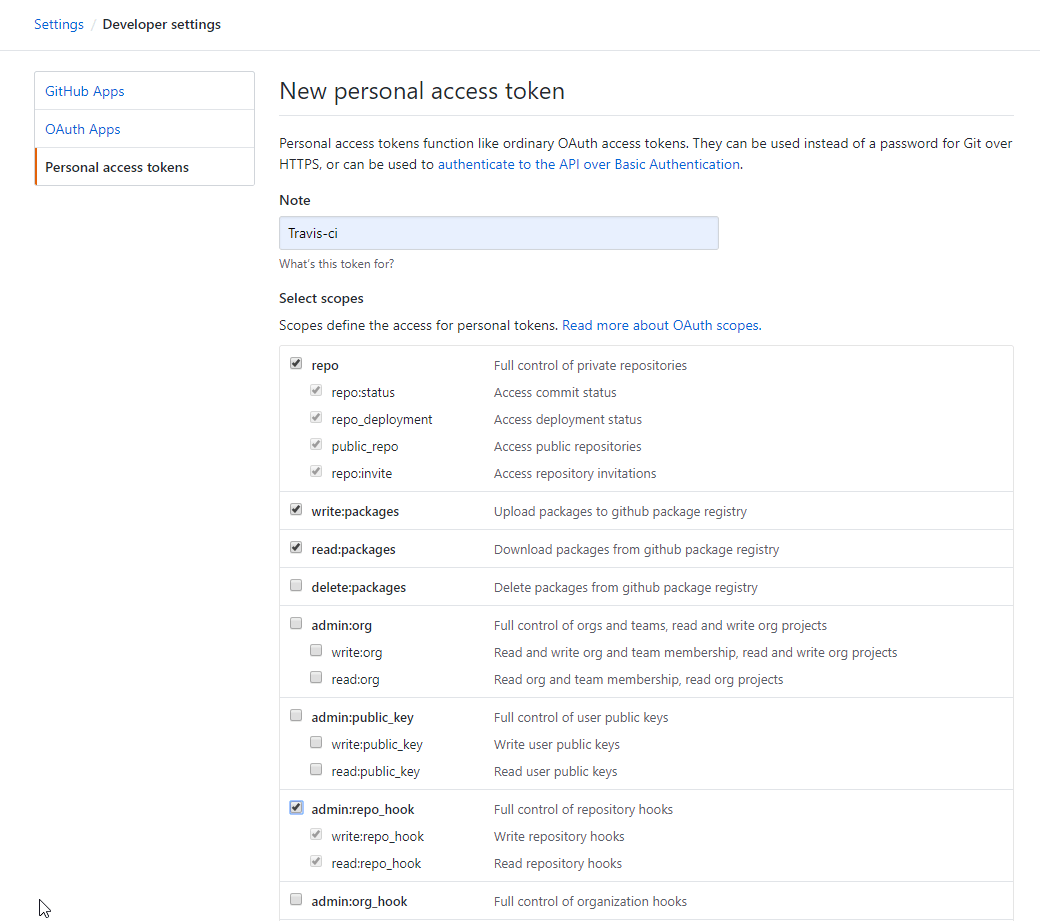 Settings / Developer settings
GitHub Apps
OAuth Apps
Personal access tokens
New personal access token
Personal access tokens function like ordinary OAuth access tokens. They can be used instead of a password for Git over
HTTPS, or can be used to authenticate to the API over Basic Authentication.
Note
Travis-ci
What's this token for?
Select scopes
Scopes define the access for personal tokens. Read more about OAuth scopes.
repo Full control of private repositories
repo:status Access commit status
repo_deployment Access deployment status
public_repo Access public repositories
repo:invite Access repository invitations
write:packages Upload packages to github package registry
read:packages Download packages from github package registry
delete:packages Delete packages from github package registry
admin:org Full control of orgs and teams, read and write org projects
write:org Read and write org and team membership, read and write org projects
read:org Read org and team membership, read org projects
admin:public_key Full control of user public keys
write:public_key Write user public keys
read:public_key Read user public keys
admin:repo_hook Full control of repository hooks
write:repo_hook Write repository hooks
read:repo_hook Read repository hooks
admin:org_hook Full control of organization hooks